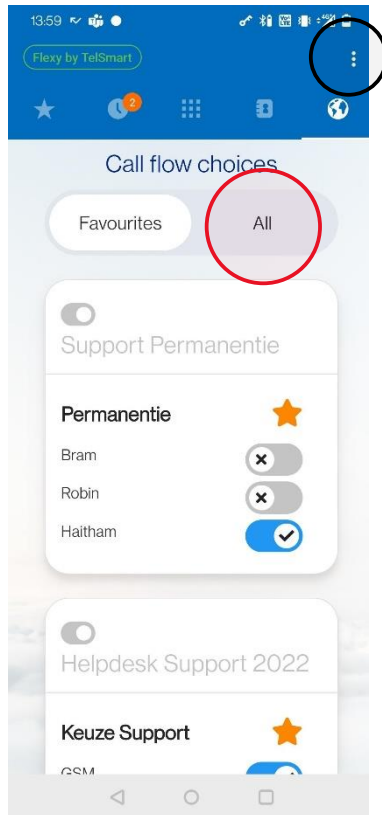 13:59
Flexy by TelSmart
2
Call flow choices
Favourites All
Support Permanentie
Permanentie
Bram
Robin
Haitham
Helpdesk Support 2022
Keuze Support
GSM